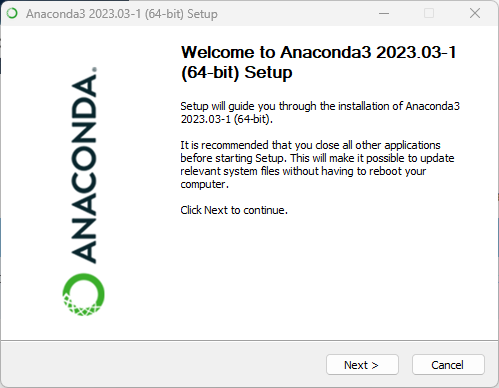 Anaconda3 2023.03-1 (64-bit) Setup
Welcome to Anaconda3 2023.03-1
(64-bit) Setup
Setup will guide you through the installation of Anaconda3
2023.03-1 (64-bit).
It is recommended that you close all other applications
before starting Setup. This will make it possible to update
relevant system files without having to reboot your
computer.
Click Next to continue.
ANACONDA.
Next >
Cancel